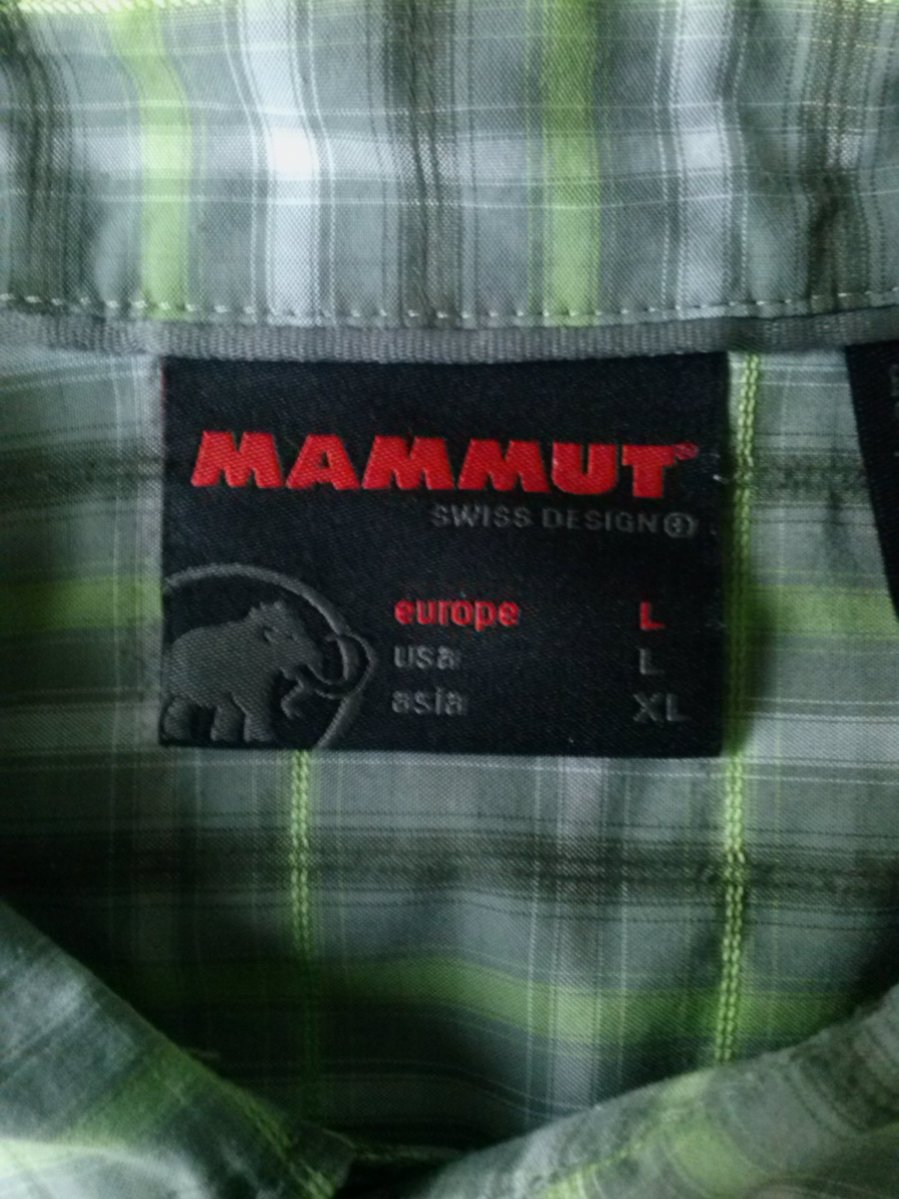 MAMMUT®
SWISS DESIGN
europe L
usa L
asia XL